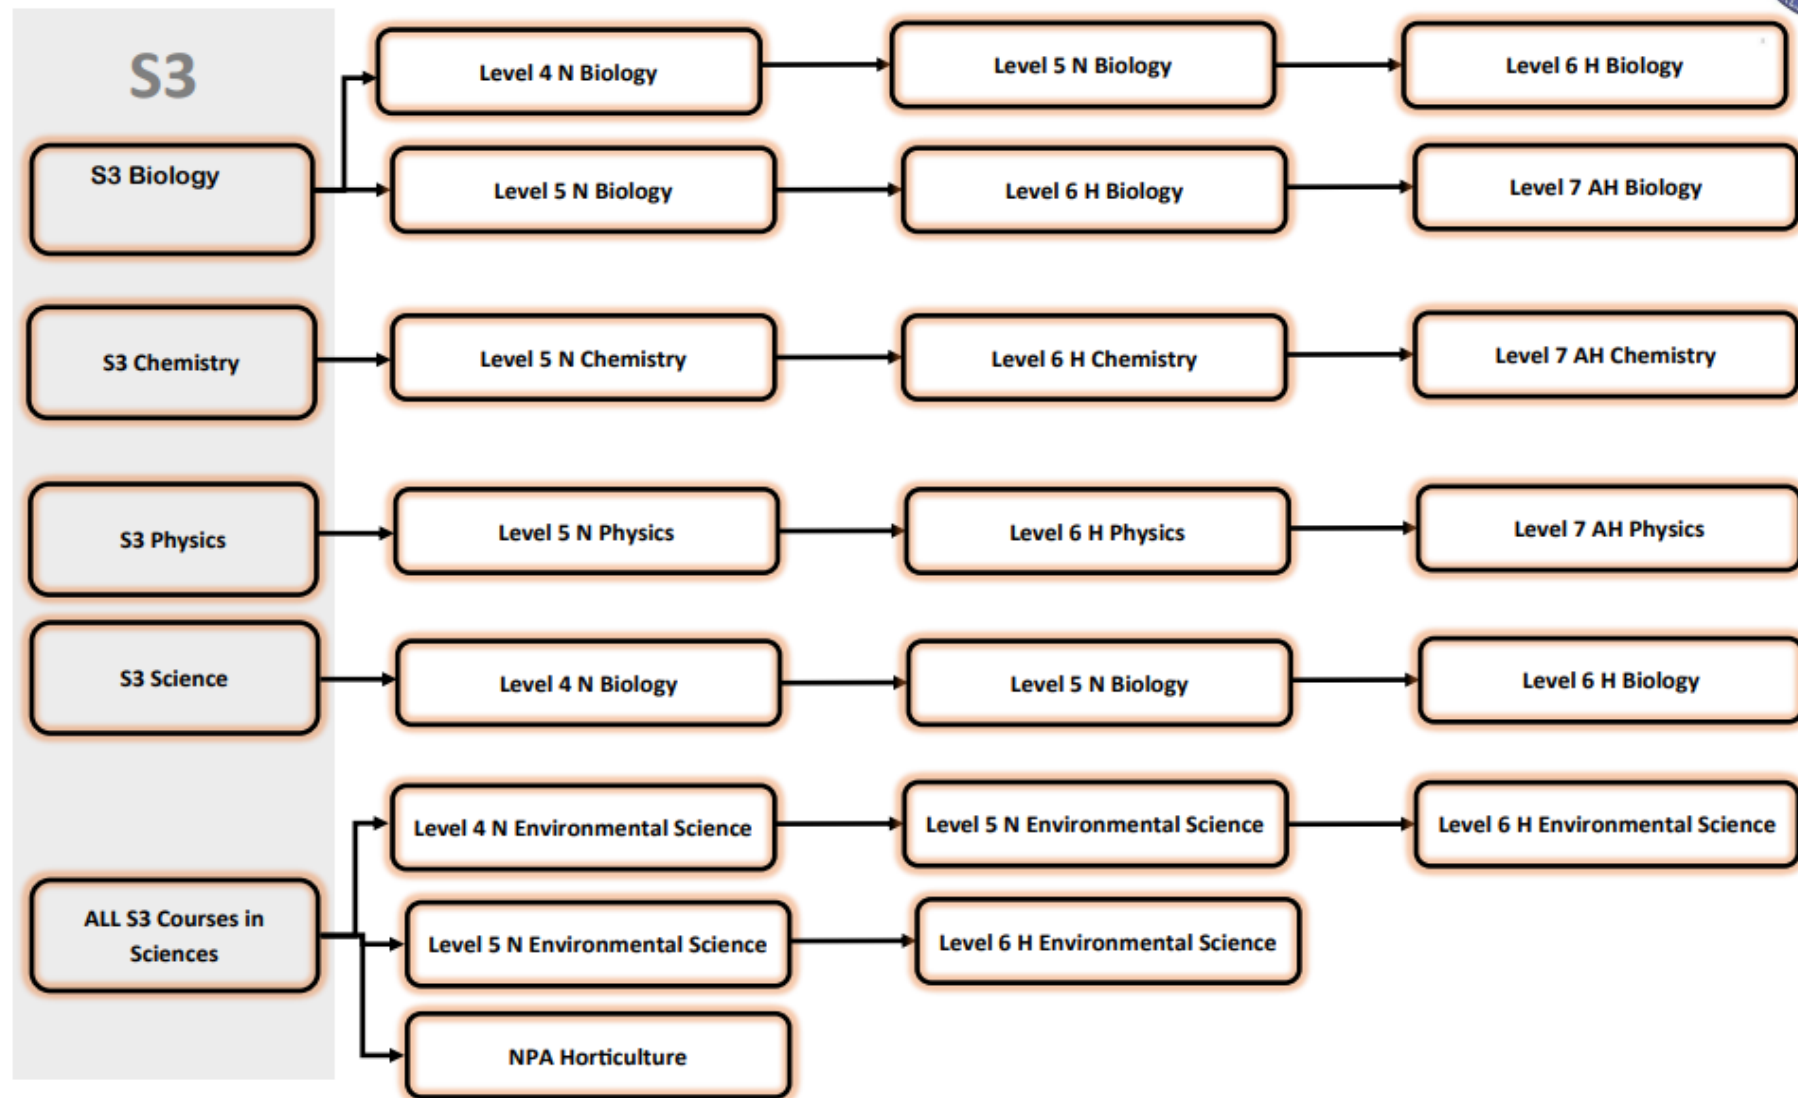 S3
Level 4 N Biology
Level 5 N Biology
Level 6 H Biology
S3 Biology
Level 5 N Biology
Level 6 H Biology
Level 7 AH Biology
S3 Chemistry
Level 5 N Chemistry
Level 6 H Chemistry
Level 7 AH Chemistry
S3 Physics
Level 5 N Physics
Level 6 H Physics
Level 7 AH Physics
S3 Science
Level 4 N Biology
Level 5 N Biology
Level 6 H Biology
Level 4 N Environmental Science
Level 5 N Environmental Science
Level 6 H Environmental Science
ALL S3 Courses in
Sciences
Level 5 N Environmental Science
Level 6 H Environmental Science
NPA Horticulture